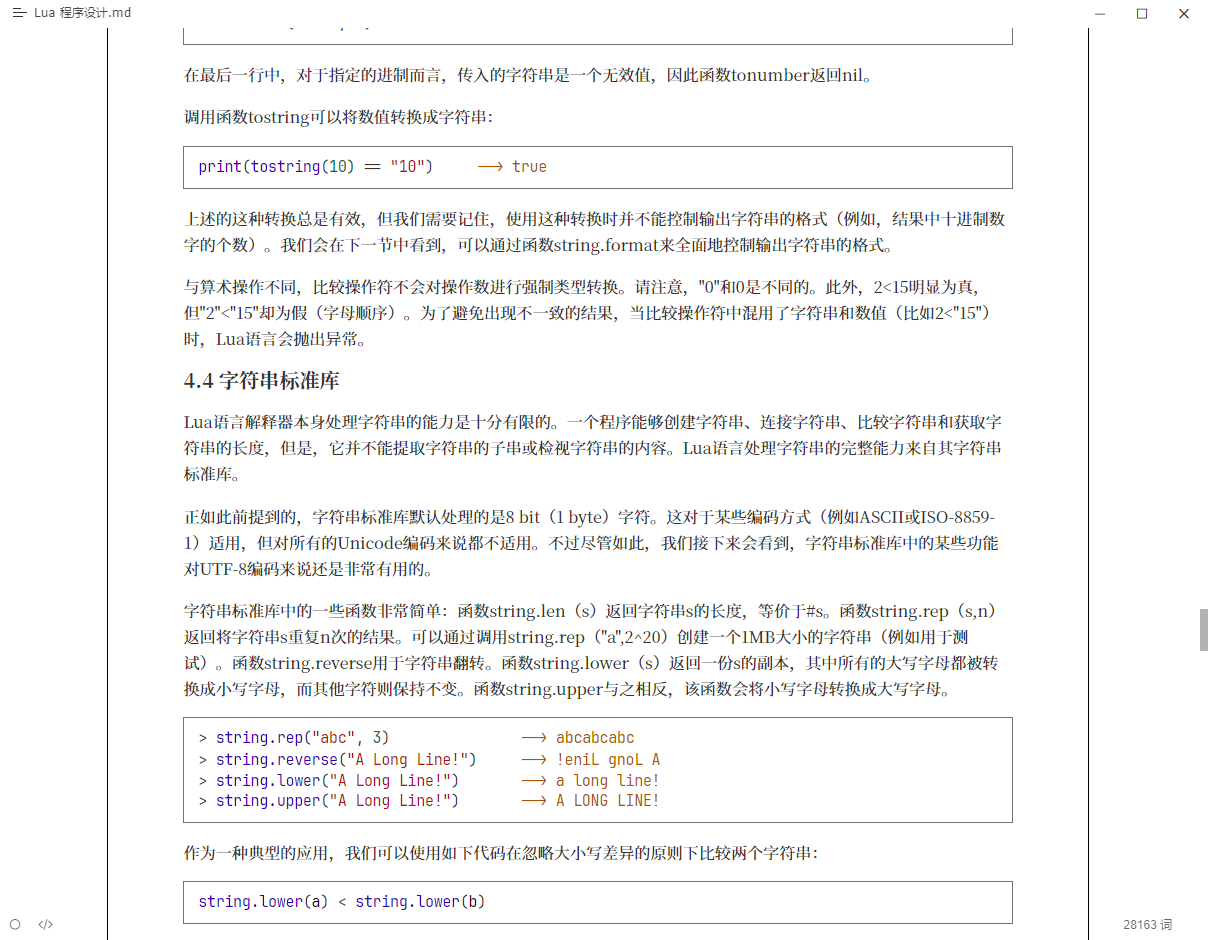 Lua 程序设计.md
在最后一行中，对于指定的进制而言，传入的字符串是一个无效值，因此函数tonumber返回nil。
调用函数tostring可以将数值转换成字符串：
print(tostring(10) == "10")     --> true
上述的这种转换总是有效，但我们需要记住，使用这种转换时并不能控制输出字符串的格式（例如，结果中十进制数
字的个数）。我们会在下一节中看到，可以通过函数string.format来全面地控制输出字符串的格式。
与算术操作不同，比较操作符不会对操作数进行强制类型转换。请注意，"0"和0是不同的。此外，2<15明显为真，
但"2"<"15"却为假（字母顺序）。为了避免出现不一致的结果，当比较操作符中混用了字符串和数值（比如2<"15"）
时，Lua语言会抛出异常。
4.4 字符串标准库
Lua语言解释器本身处理字符串的能力是十分有限的。一个程序能够创建字符串、连接字符串、比较字符串和获取字
符串的长度，但是，它并不能提取字符串的子串或检视字符串的内容。Lua语言处理字符串的完整能力来自其字符串
标准库。
正如此前提到的，字符串标准库默认处理的是8 bit（1 byte）字符。这对于某些编码方式（例如ASCII或ISO-8859-
1）适用，但对所有的Unicode编码来说都不适用。不过尽管如此，我们接下来会看到，字符串标准库中的某些功能
对UTF-8编码来说还是非常有用的。
字符串标准库中的一些函数非常简单：函数string.len（s）返回字符串s的长度，等价于#s。函数string.rep（s,n）
返回将字符串s重复n次的结果。可以通过调用string.rep（"a",2^20）创建一个1MB大小的字符串（例如用于测
试）。函数string.reverse用于字符串翻转。函数string.lower（s）返回一份s的副本，其中所有的大写字母都被转
换成小写字母，而其他字符则保持不变。函数string.upper与之相反，该函数会将小写字母转换成大写字母。
> string.rep("abc", 3)               --> abcabcabc
> string.reverse("A Long Line!")     --> !eniL gnoL A
> string.lower("A Long Line!")       --> a long line!
> string.upper("A Long Line!")       --> A LONG LINE!
作为一种典型的应用，我们可以使用如下代码在忽略大小写差异的原则下比较两个字符串：
string.lower(a) < string.lower(b)
28163 词